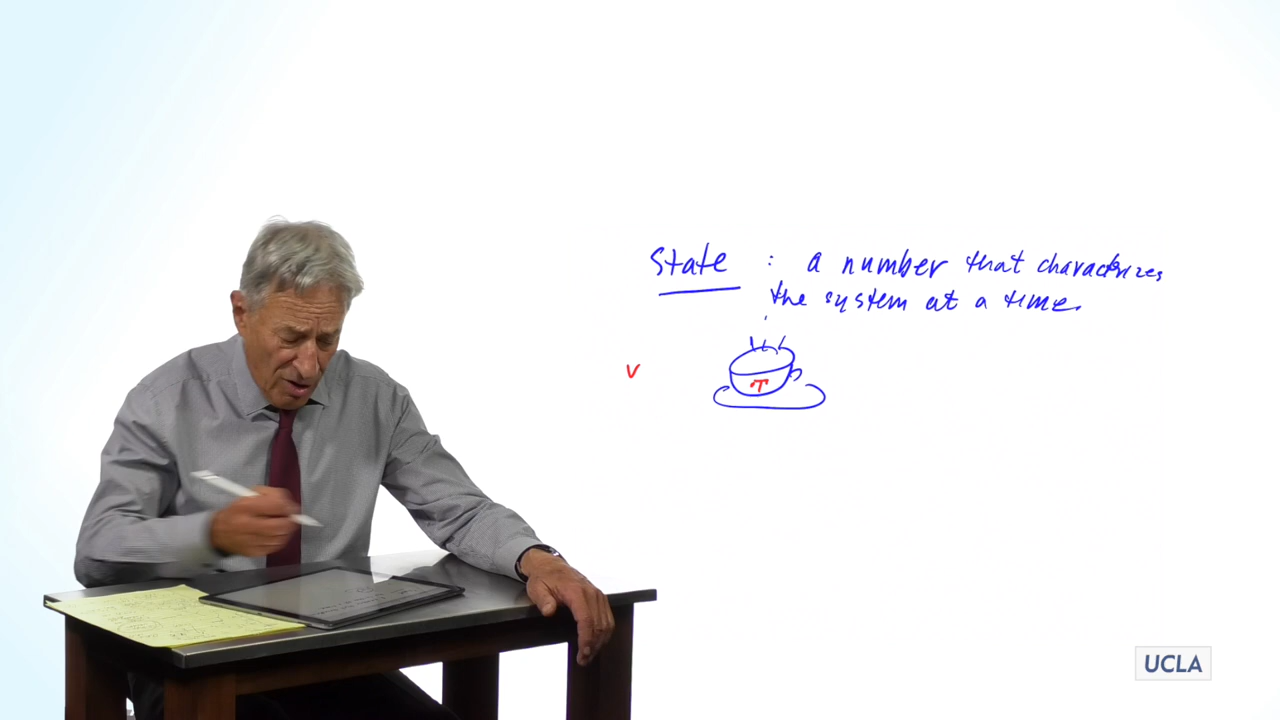 State : a number that characterizes
the system at a time.
v
T
UCLA